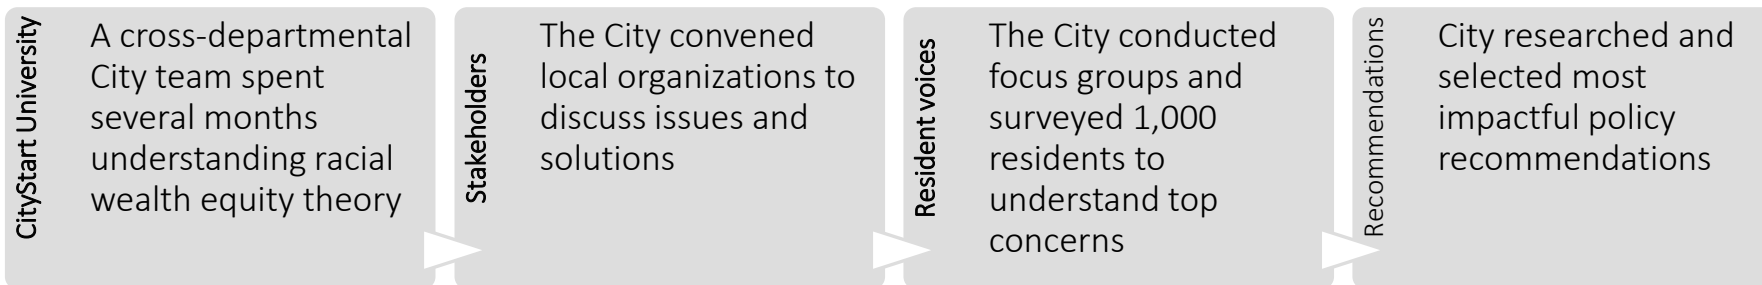 CityStart University
A cross-departmental
City team spent
several months
understanding racial
wealth equity theory
Stakeholders
The City convened
local organizations to
discuss issues and
solutions
Resident voices
The City conducted
focus groups and
surveyed 1,000
residents to
understand top
concerns
Recommendations
City researched and
selected most
impactful policy
recommendations